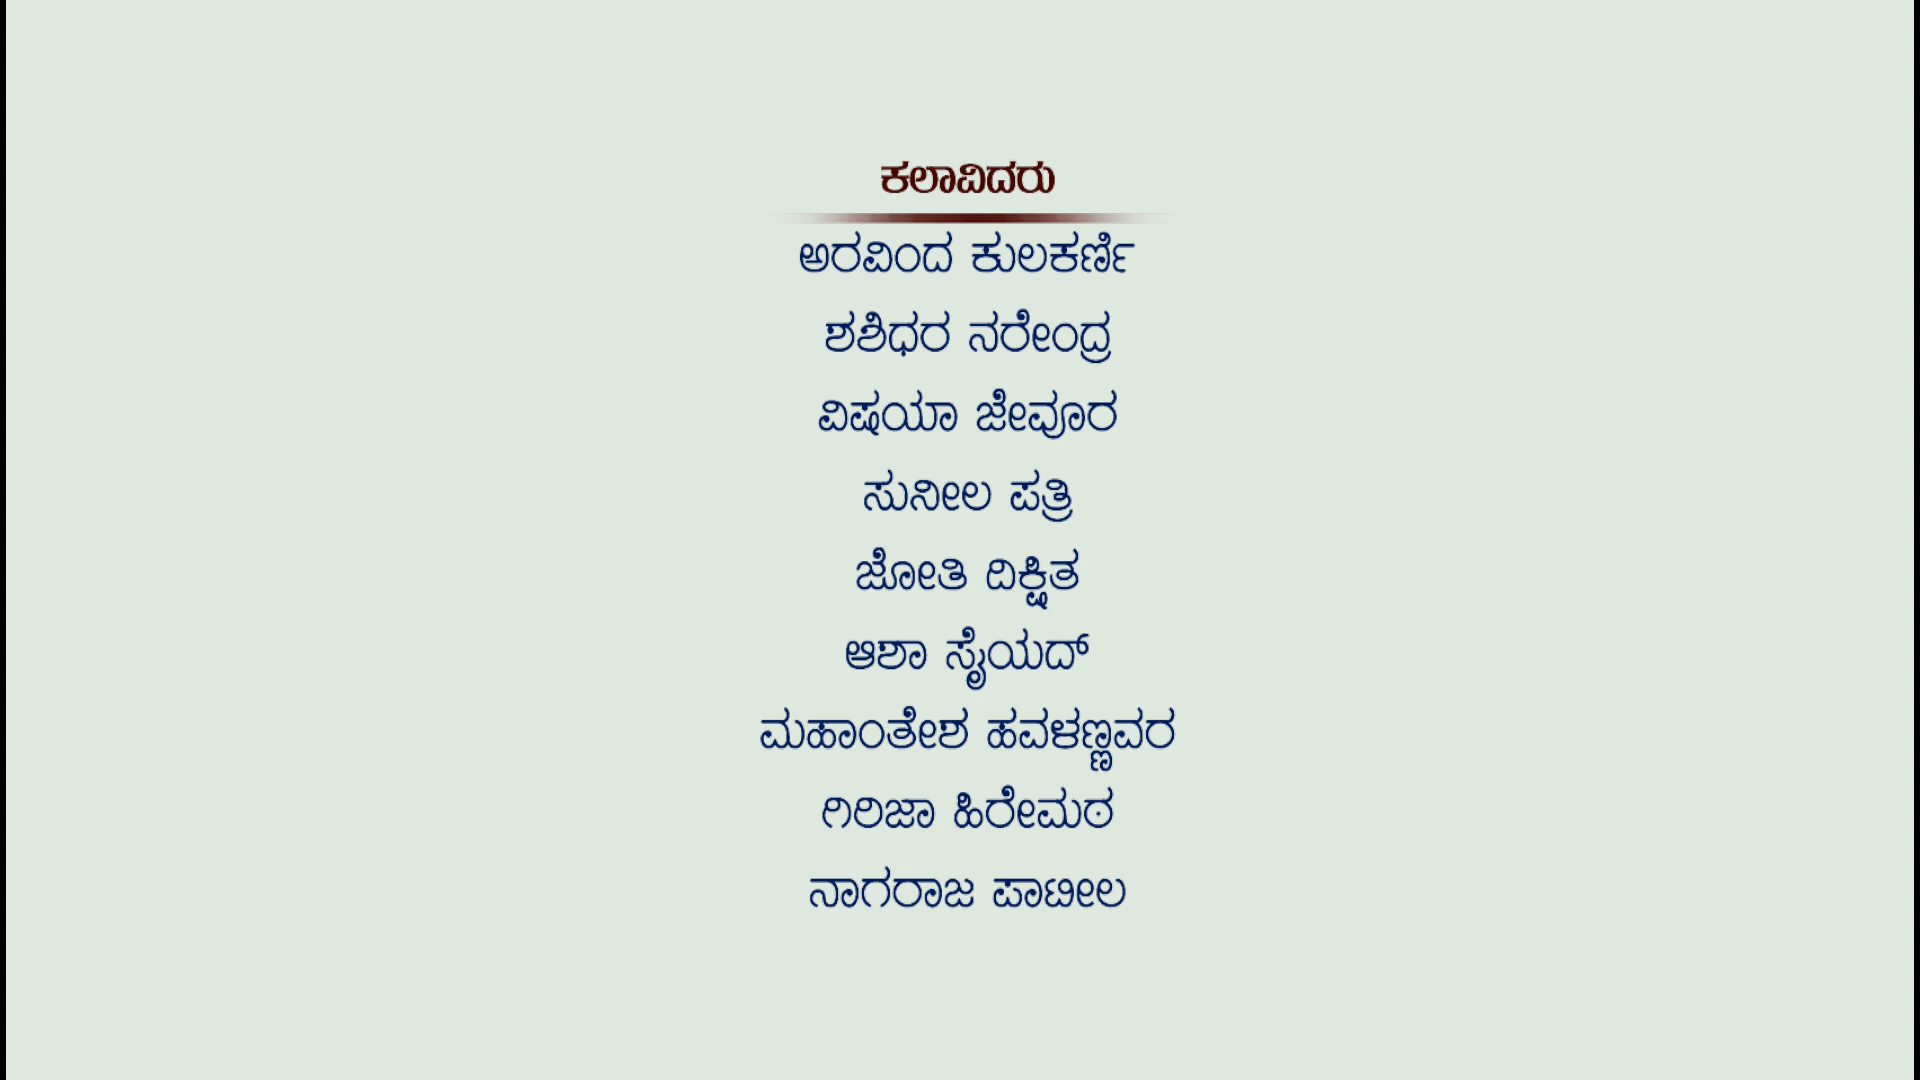 ಕಲಾವಿದರು
ಅರವಿಂದ ಕುಲಕರ್ಣಿ
ಶಶಿಧರ ನರೇಂದ್ರ
ವಿಷಯಾ ಜೇವೂರ
ಸುನೀಲ ಪತ್ರಿ
ಜೋತಿ ದಿಕ್ಷಿತ
ಆಶಾ ಸೈಯದ್
ಮಹಾಂತೇಶ ಹವಳಣ್ಣವರ
ಗಿರಿಜಾ ಹಿರೇಮಠ
ನಾಗರಾಜ ಪಾಟೀಲ